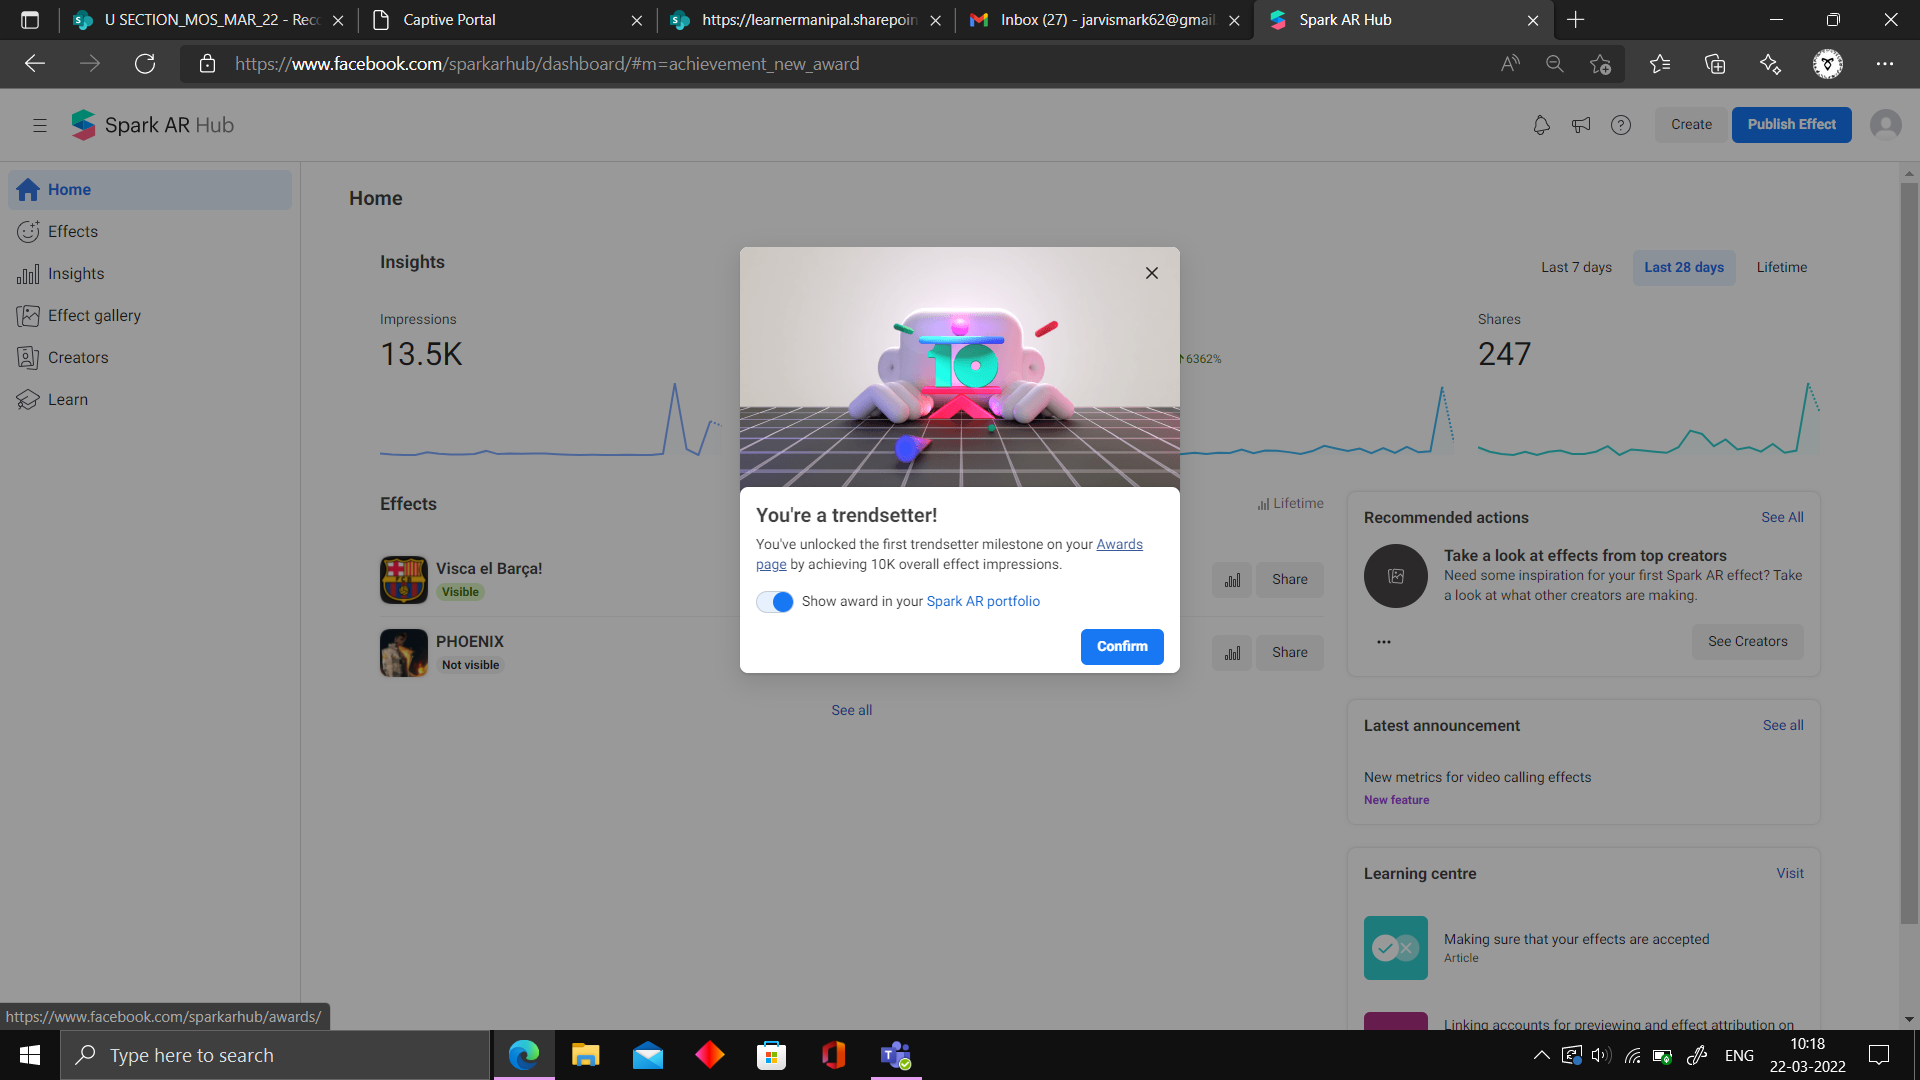 U SECTION_MOS_MAR_22 - Rec
Captive Portal
https://learnermanipal.sharepoin
Inbox (27) - jarvismark62@gmail.
Spark AR Hub
https://www.facebook.com/sparkarhub/dashboard/#m=achievement_new_award
Spark AR Hub
Create
Publish Effect
Home
Effects
Insights
Effect gallery
Creators
Learn
Home
Insights
Last 7 days
Last 28 days
Lifetime
Impressions
13.5K
6362%
Shares
247
10
You're a trendsetter!
You've unlocked the first trendsetter milestone on your Awards
page by achieving 10K overall effect impressions.
Show award in your Spark AR portfolio
Confirm
Effects
Lifetime
Visca el Barça!
Visible
Share
PHOENIX
Not visible
Share
See all
Recommended actions
See All
Take a look at effects from top creators
Need some inspiration for your first Spark AR effect? Take
a look at what other creators are making.
See Creators
Latest announcement
See all
New metrics for video calling effects
New feature
Learning centre
Visit
Making sure that your effects are accepted
Article
Linking accounts for previewing and effect attribution on
https://www.facebook.com/sparkarhub/awards/
Type here to search
ENG
10:18
22-03-2022